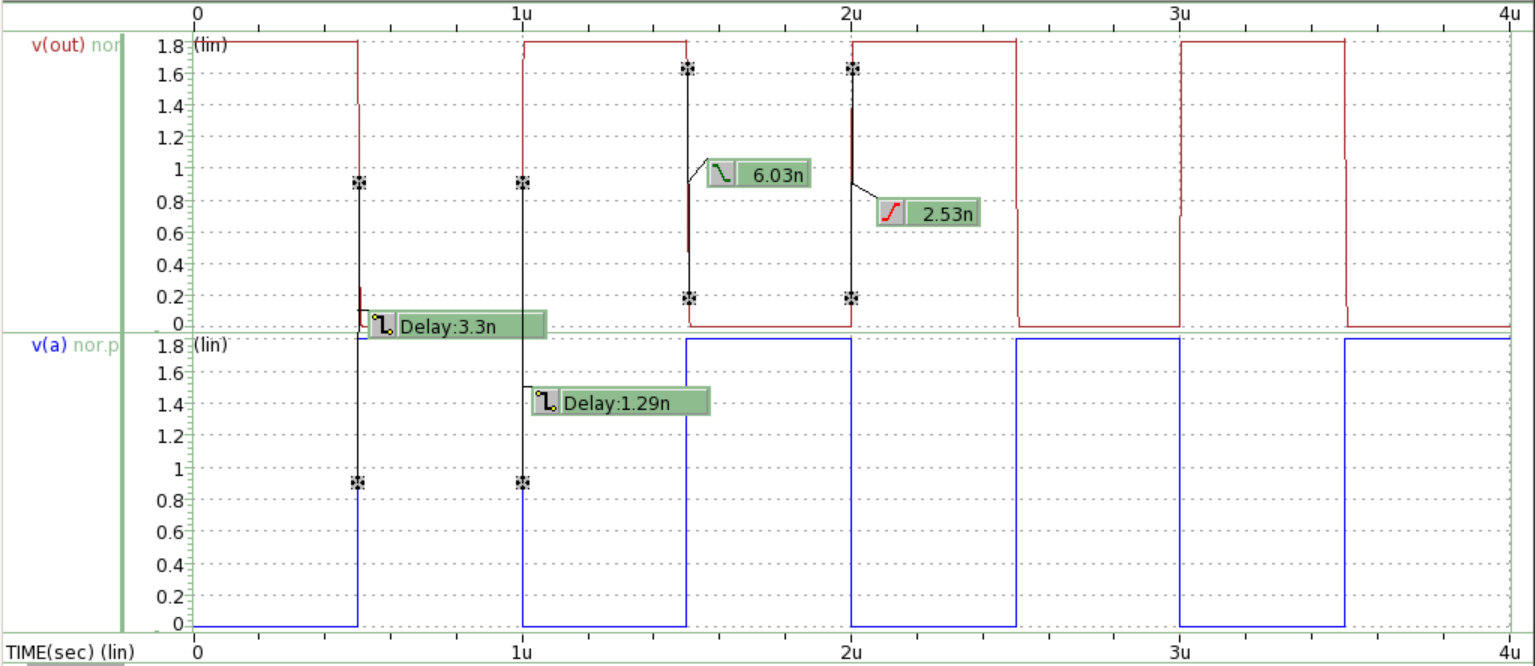 0 1u 2u 3u 4u
v(out) nor 1.8 (lin)
1.6
1.4
1.2
1 6.03n
0.8 2.53n
0.6
0.4
0.2
0 Delay:3.3n
v(a) nor.p 1.8 (lin)
1.6
1.4 Delay:1.29n
1.2
1
0.8
0.6
0.4
0.2
0
TIME(sec) (lin) 0 1u 2u 3u 4u